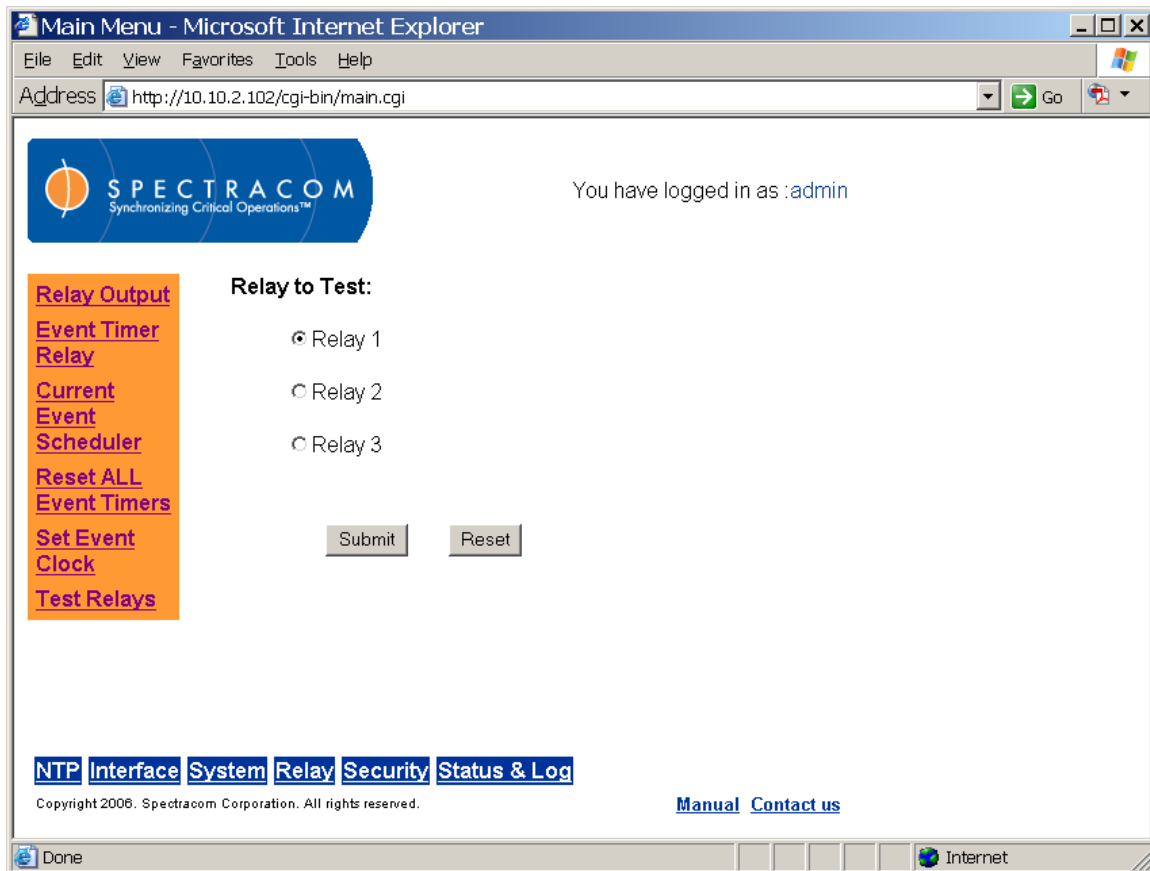 Main Menu - Microsoft Internet Explorer
File Edit View Favorites Tools Help
Address http://10.10.2.102/cgi-bin/main.cgi Go
SPECTRACOM
Synchronizing Critical Operations™
You have logged in as :admin
Relay Output
Event Timer
Relay
Current
Event
Scheduler
Reset ALL
Event Timers
Set Event
Clock
Test Relays
Relay to Test:
Relay 1
Relay 2
Relay 3
Submit Reset
NTP Interface System Relay Security Status & Log
Copyright 2006. Spectracom Corporation. All rights reserved.
Manual Contact us
Done Internet